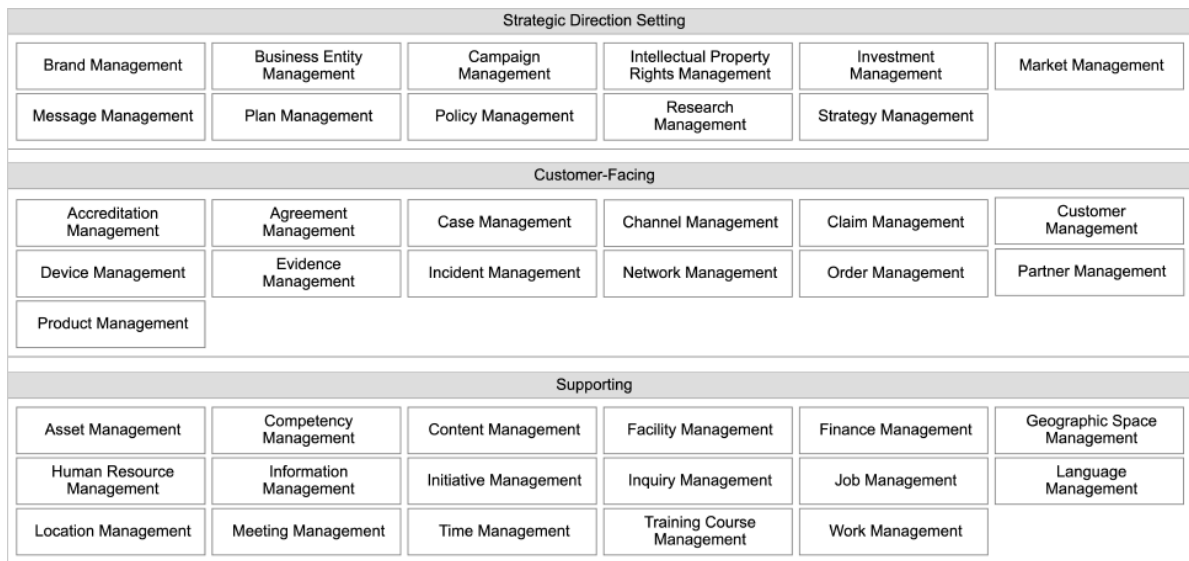 Strategic Direction Setting
Brand Management
Business Entity
Management
Campaign
Management
Intellectual Property
Rights Management
Investment
Management
Market Management
Message Management
Plan Management
Policy Management
Research
Management
Strategy Management
Customer-Facing
Accreditation
Management
Agreement
Management
Case Management
Channel Management
Claim Management
Customer
Management
Device Management
Evidence
Management
Incident Management
Network Management
Order Management
Partner Management
Product Management
Supporting
Asset Management
Competency
Management
Content Management
Facility Management
Finance Management
Geographic Space
Management
Human Resource
Management
Information
Management
Initiative Management
Inquiry Management
Job Management
Language
Management
Location Management
Meeting Management
Time Management
Training Course
Management
Work Management